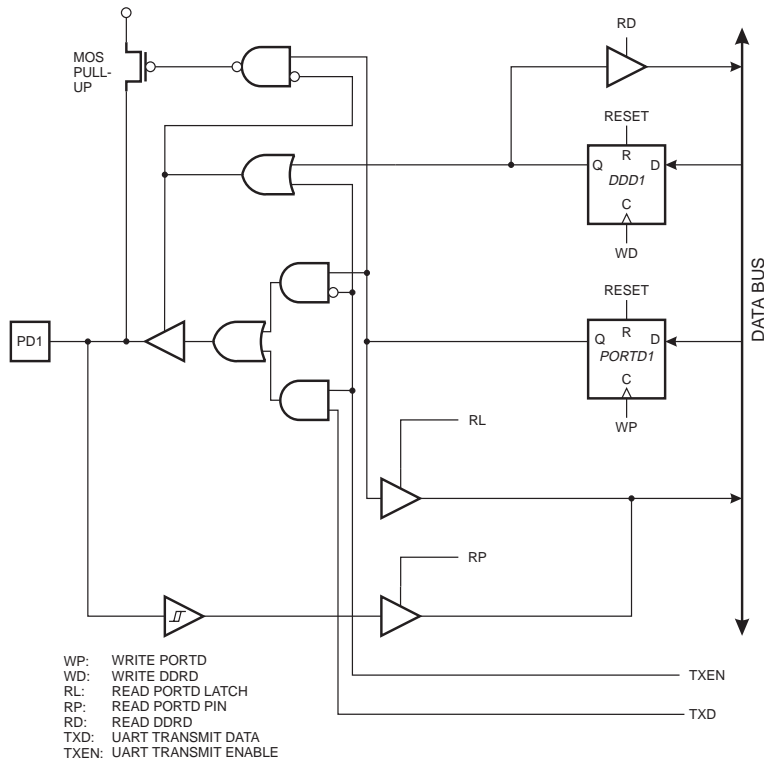 RD
MOS
PULL-
UP
RESET
R
Q
D
DDD1
C
WD
RESET
R
Q
D
PORTD1
C
WP
DATA BUS
PD1
RL
RP
WP: WRITE PORTD
WD: WRITE DDRD
RL: READ PORTD LATCH
RP: READ PORTD PIN
RD: READ DDRD
TXD: UART TRANSMIT DATA
TXEN: UART TRANSMIT ENABLE
TXEN
TXD